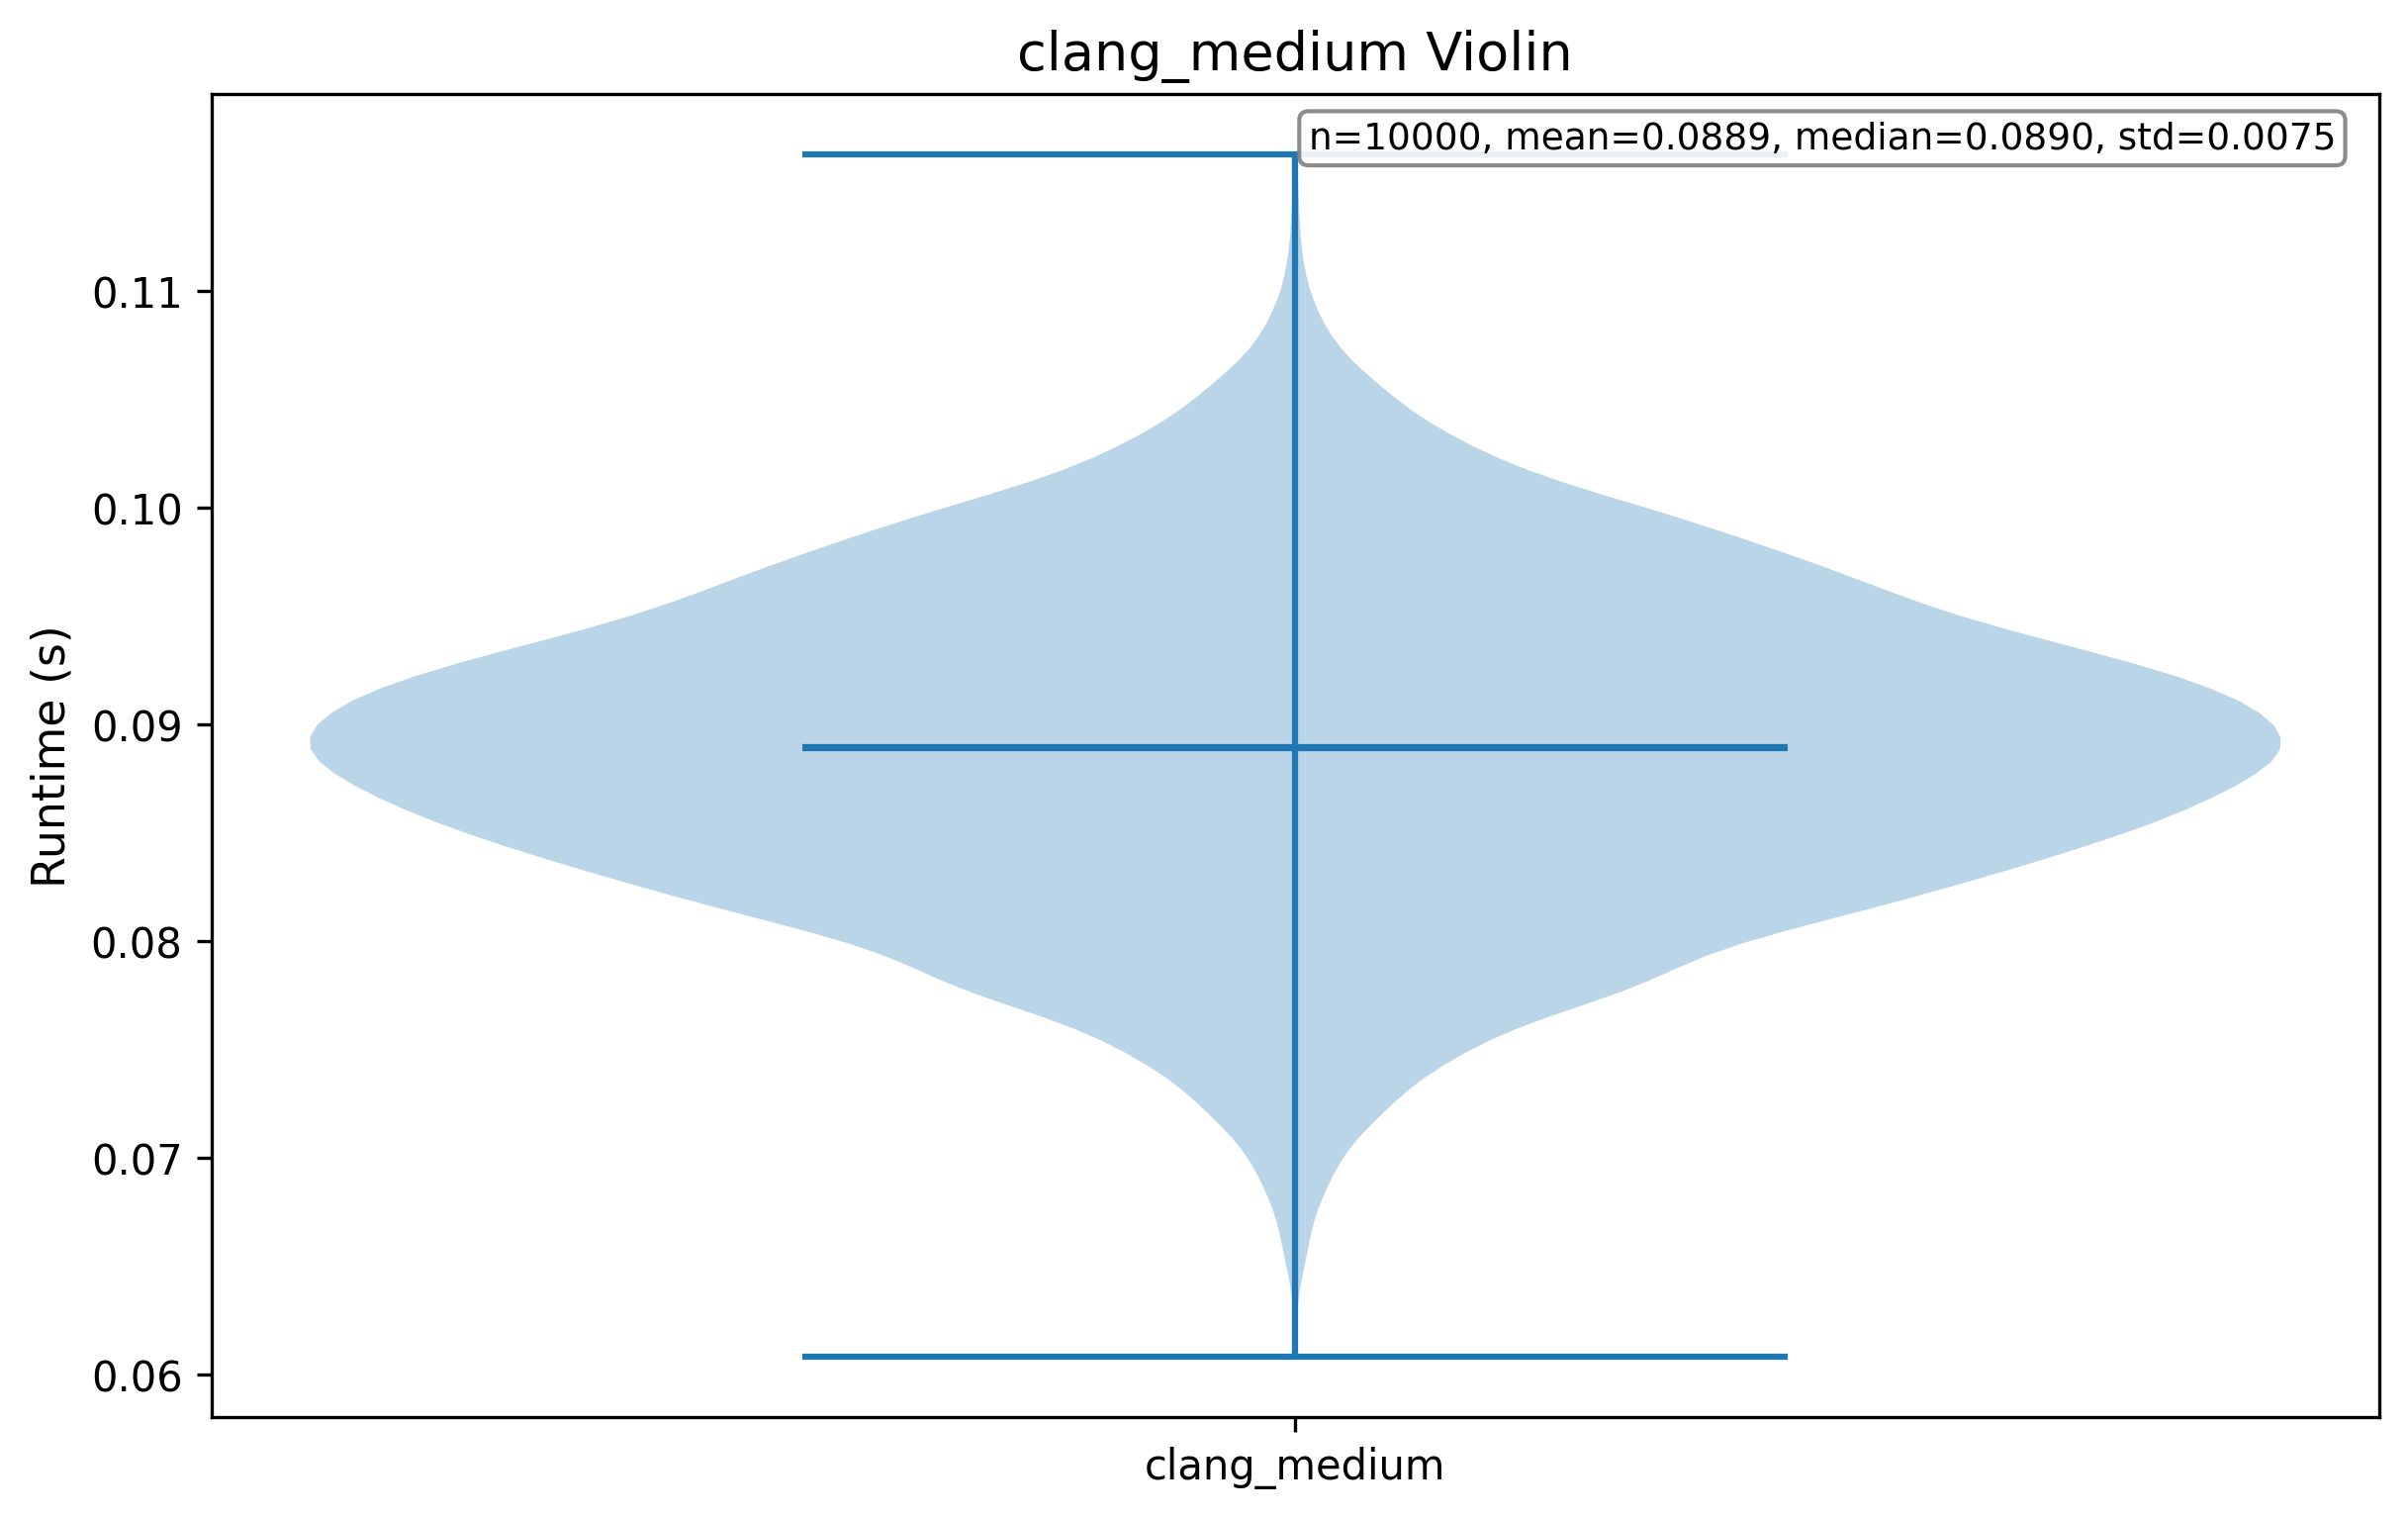 clang_medium Violin
n=10000, mean=0.0889, median=0.0890, std=0.0075
0.11
0.10
0.09
0.08
0.07
0.06
Runtime (s)
clang_medium